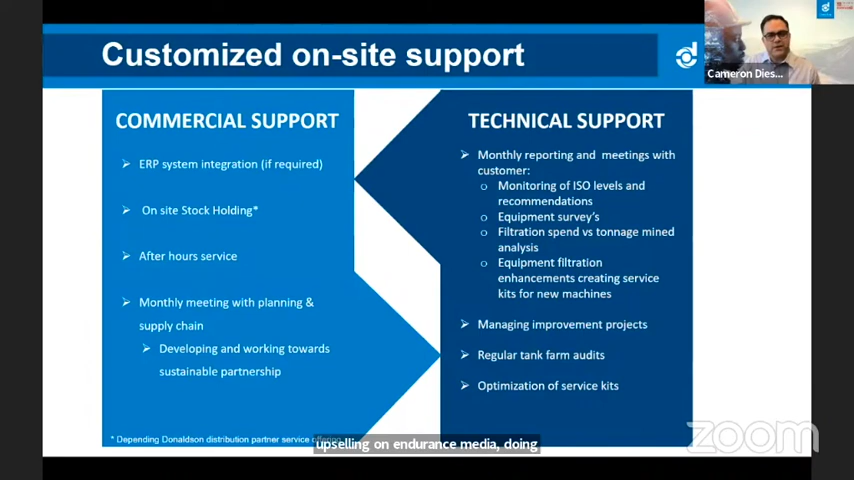 Customized on-site support
Cameron Dies...
COMMERCIAL SUPPORT
ERP system integration (if required)
On site Stock Holding*
After hours service
Monthly meeting with planning &
supply chain
Developing and working towards
sustainable partnership
* Depending Donaldson distribution partner service offering
TECHNICAL SUPPORT
Monthly reporting and meetings with
customer:
Monitoring of ISO levels and
recommendations
Equipment survey's
Filtration spend vs tonnage mined
analysis
Equipment filtration
enhancements creating service
kits for new machines
Managing improvement projects
Regular tank farm audits
Optimization of service kits
upselling on endurance media, doing
zoom